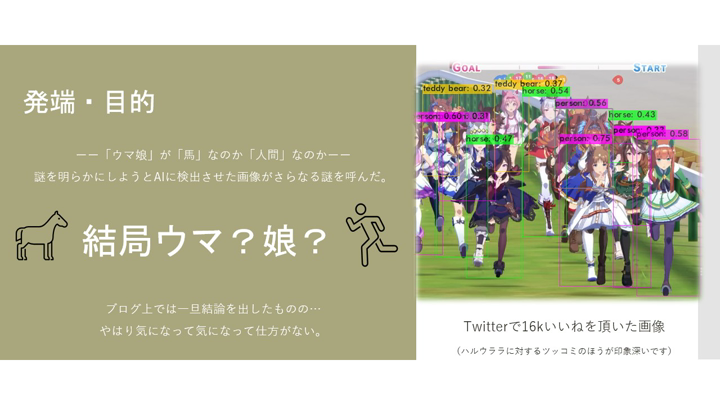 発端・目的
ーー「ウマ娘」が「馬」なのか「人間」なのかーー
謎を明らかにしようとAIに検出させた画像がさらなる謎を呼んだ。
結局ウマ？娘？
ブログ上では一旦結論を出したものの…
やはり気になって気になって仕方がない。
GOAL
START
teddy bear: 0.32
teddy bear: 0.37
horse: 0.54
person: 0.56
person: 0.60
0.31
horse: 0.43
horse: 0.47
person: 0.75
person: 0.33
person: 0.58
Twitterで16kいいねを頂いた画像
（ハルウララに対するツッコミのほうが印象深いです）